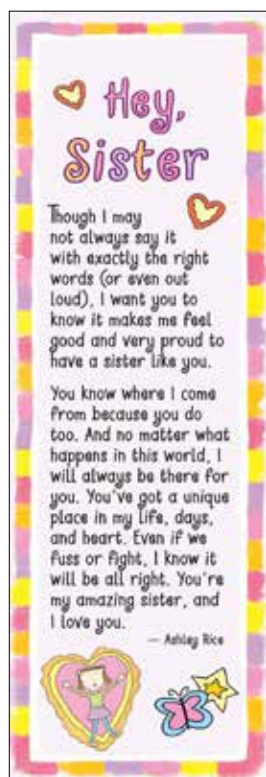 Hey,
Sister
Though I may
not always say it
with exactly the right
words (or even out
loud), I want you to
know it makes me feel
good and very proud to
have a sister like you.
You know where I come
from because you do
too. And no matter what
happens in this world, I
will always be there for
you. You've got a unique
place in my life, days,
and heart. Even if we
fuss or fight, I know it
will be all right. You're
my amazing sister, and
I love you.
— Ashley Rice